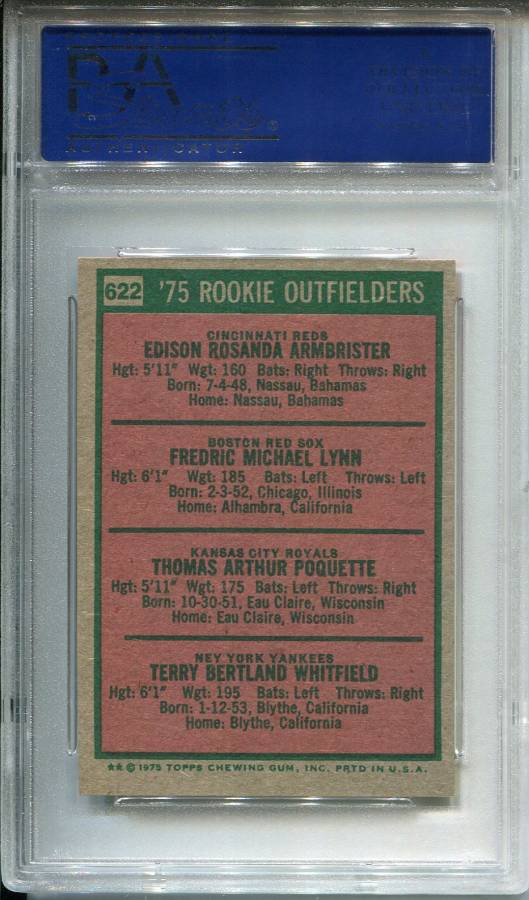 PSA
622 '75 ROOKIE OUTFIELDERS
CINCINNATI REDS
EDISON ROSANDA ARMBRISTER
Hgt: 5'11" Wgt: 160 Bats: Right Throws: Right
Born: 7-4-48, Nassau, Bahamas
Home: Nassau, Bahamas
BOSTON RED SOX
FREDRIC MICHAEL LYNN
Hgt: 6'1" Wgt: 185 Bats: Left Throws: Left
Born: 2-3-52, Chicago, Illinois
Home: Alhambra, California
KANSAS CITY ROYALS
THOMAS ARTHUR POQUETTE
Hgt: 5'11" Wgt: 175 Bats: Left Throws: Right
Born: 10-30-51, Eau Claire, Wisconsin
Home: Eau Claire, Wisconsin
NEW YORK YANKEES
TERRY BERTLAND WHITFIELD
Hgt: 6'1" Wgt: 195 Bats: Left Throws: Right
Born: 1-12-53, Blythe, California
Home: Blythe, California
★★ © 1975 TOPPS CHEWING GUM, INC. PRTD IN U.S.A.